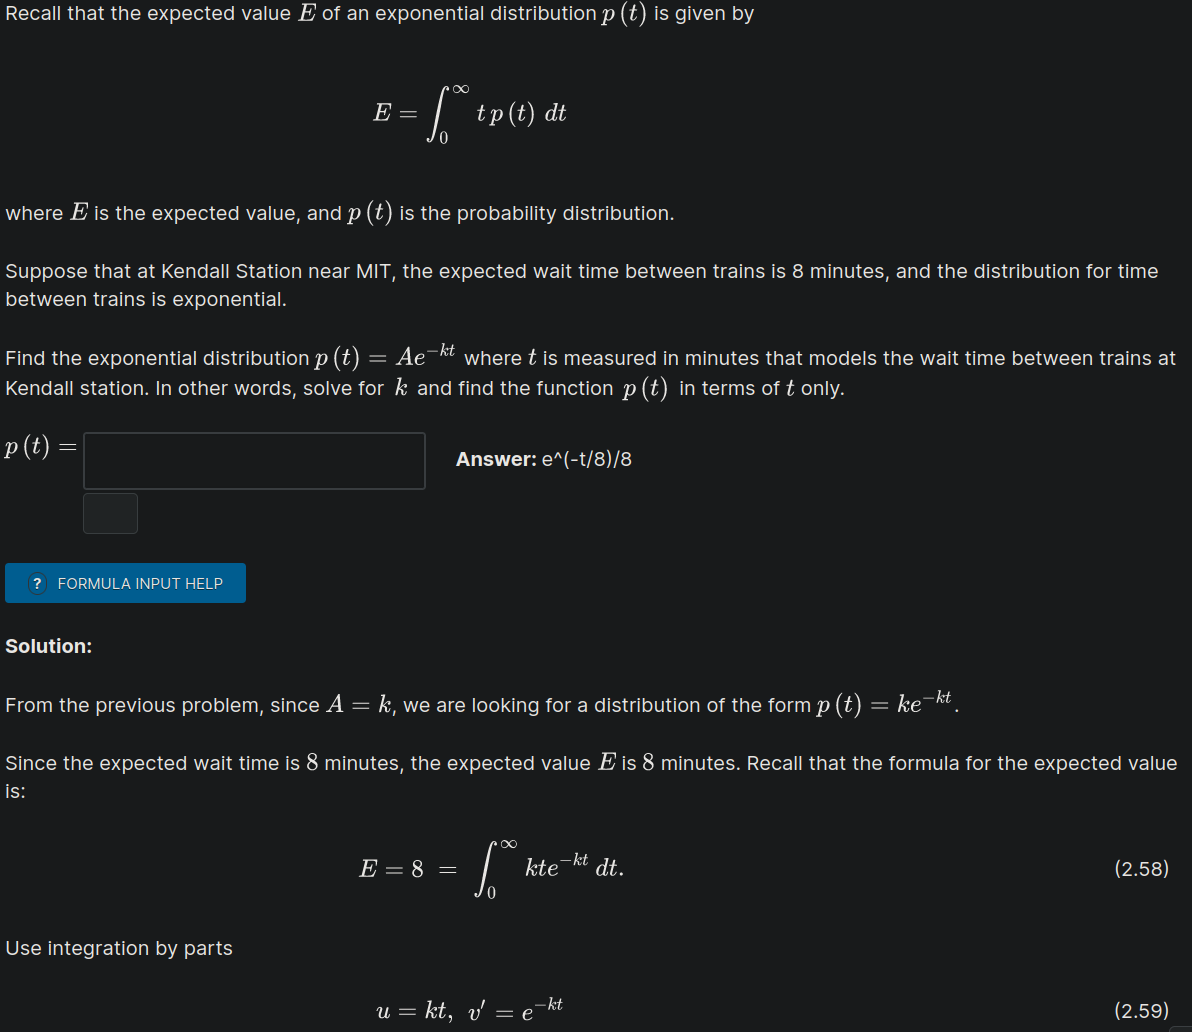 Recall that the expected value E of an exponential distribution p (t) is given by
E = ∫₀^∞ t p (t) dt
where E is the expected value, and p (t) is the probability distribution.
Suppose that at Kendall Station near MIT, the expected wait time between trains is 8 minutes, and the distribution for time
between trains is exponential.
Find the exponential distribution p (t) = Ae^{−kt} where t is measured in minutes that models the wait time between trains at
Kendall station. In other words, solve for k and find the function p (t) in terms of t only.
p (t) =
Answer: e^(-t/8)/8
? FORMULA INPUT HELP
Solution:
From the previous problem, since A = k, we are looking for a distribution of the form p (t) = ke^{−kt}.
Since the expected wait time is 8 minutes, the expected value E is 8 minutes. Recall that the formula for the expected value
is:
E = 8 = ∫₀^∞ kte^{−kt} dt. (2.58)
Use integration by parts
u = kt, v′ = e^{−kt} (2.59)